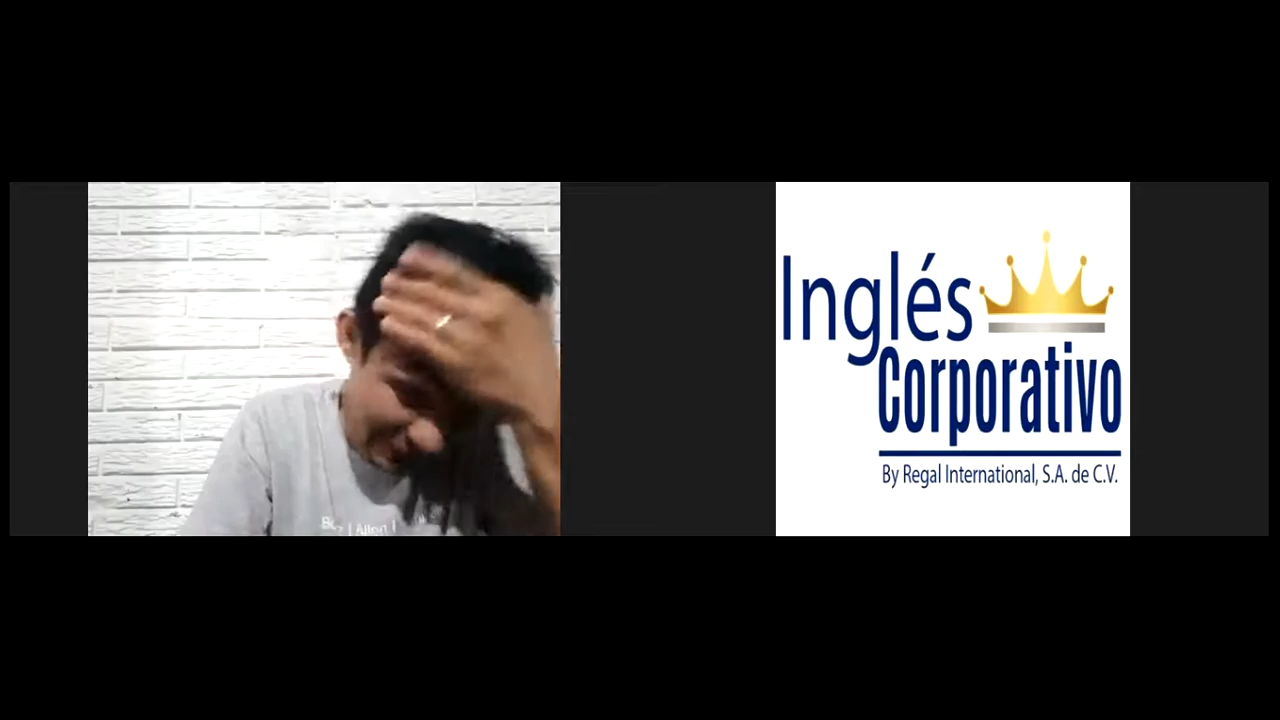 Inglés
Corporativo
By Regal International, S.A. de C.V.